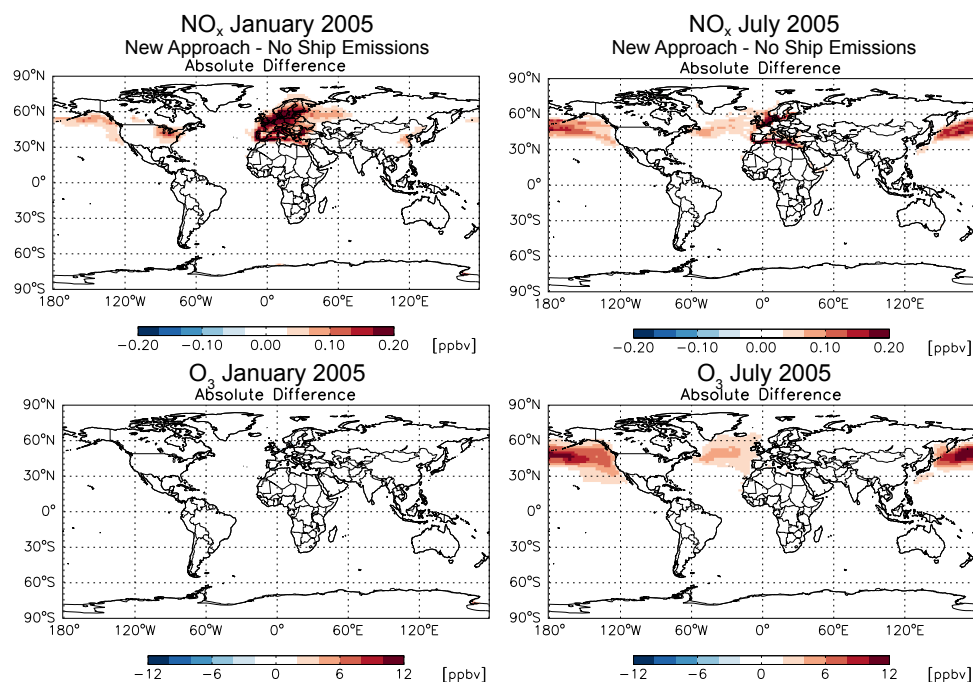 NOx January 2005
New Approach - No Ship Emissions
Absolute Difference
90°N
60°N
30°N
0°
30°S
60°S
90°S
180°
120°W
60°W
0°
60°E
120°E
−0.20 −0.10 0.00 0.10 0.20 [ppbv]
NOx July 2005
New Approach - No Ship Emissions
Absolute Difference
90°N
60°N
30°N
0°
30°S
60°S
90°S
180°
120°W
60°W
0°
60°E
120°E
−0.20 −0.10 0.00 0.10 0.20 [ppbv]
O3 January 2005
Absolute Difference
90°N
60°N
30°N
0°
30°S
60°S
90°S
180°
120°W
60°W
0°
60°E
120°E
−12 −6 0 6 12 [ppbv]
O3 July 2005
Absolute Difference
90°N
60°N
30°N
0°
30°S
60°S
90°S
180°
120°W
60°W
0°
60°E
120°E
−12 −6 0 6 12 [ppbv]